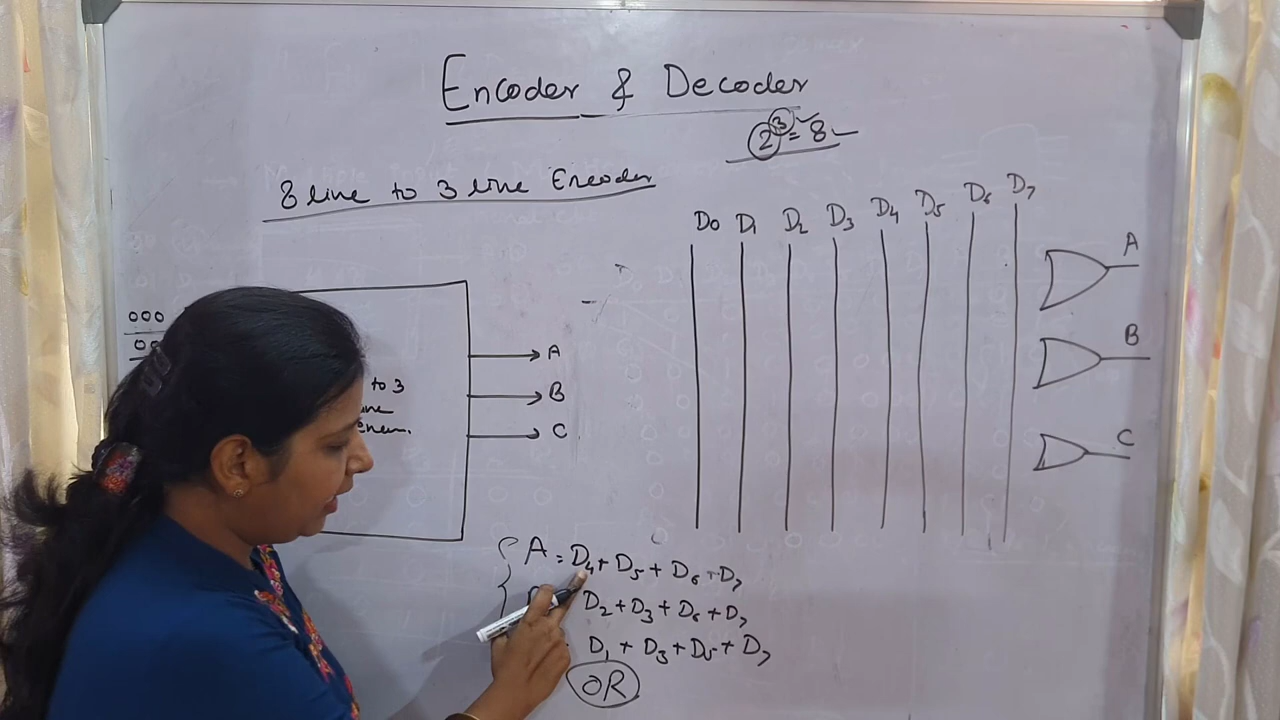 Encoder & Decoder
2³ = 8
8 line to 3 line Encoder
D₀ D₁ D₂ D₃ D₄ D₅ D₆ D₇
A
B
C
000
00
to 3
A
B
C
A = D₄ + D₅ + D₆ + D₇
D₂ + D₃ + D₆ + D₇
D₁ + D₃ + D₅ + D₇
OR